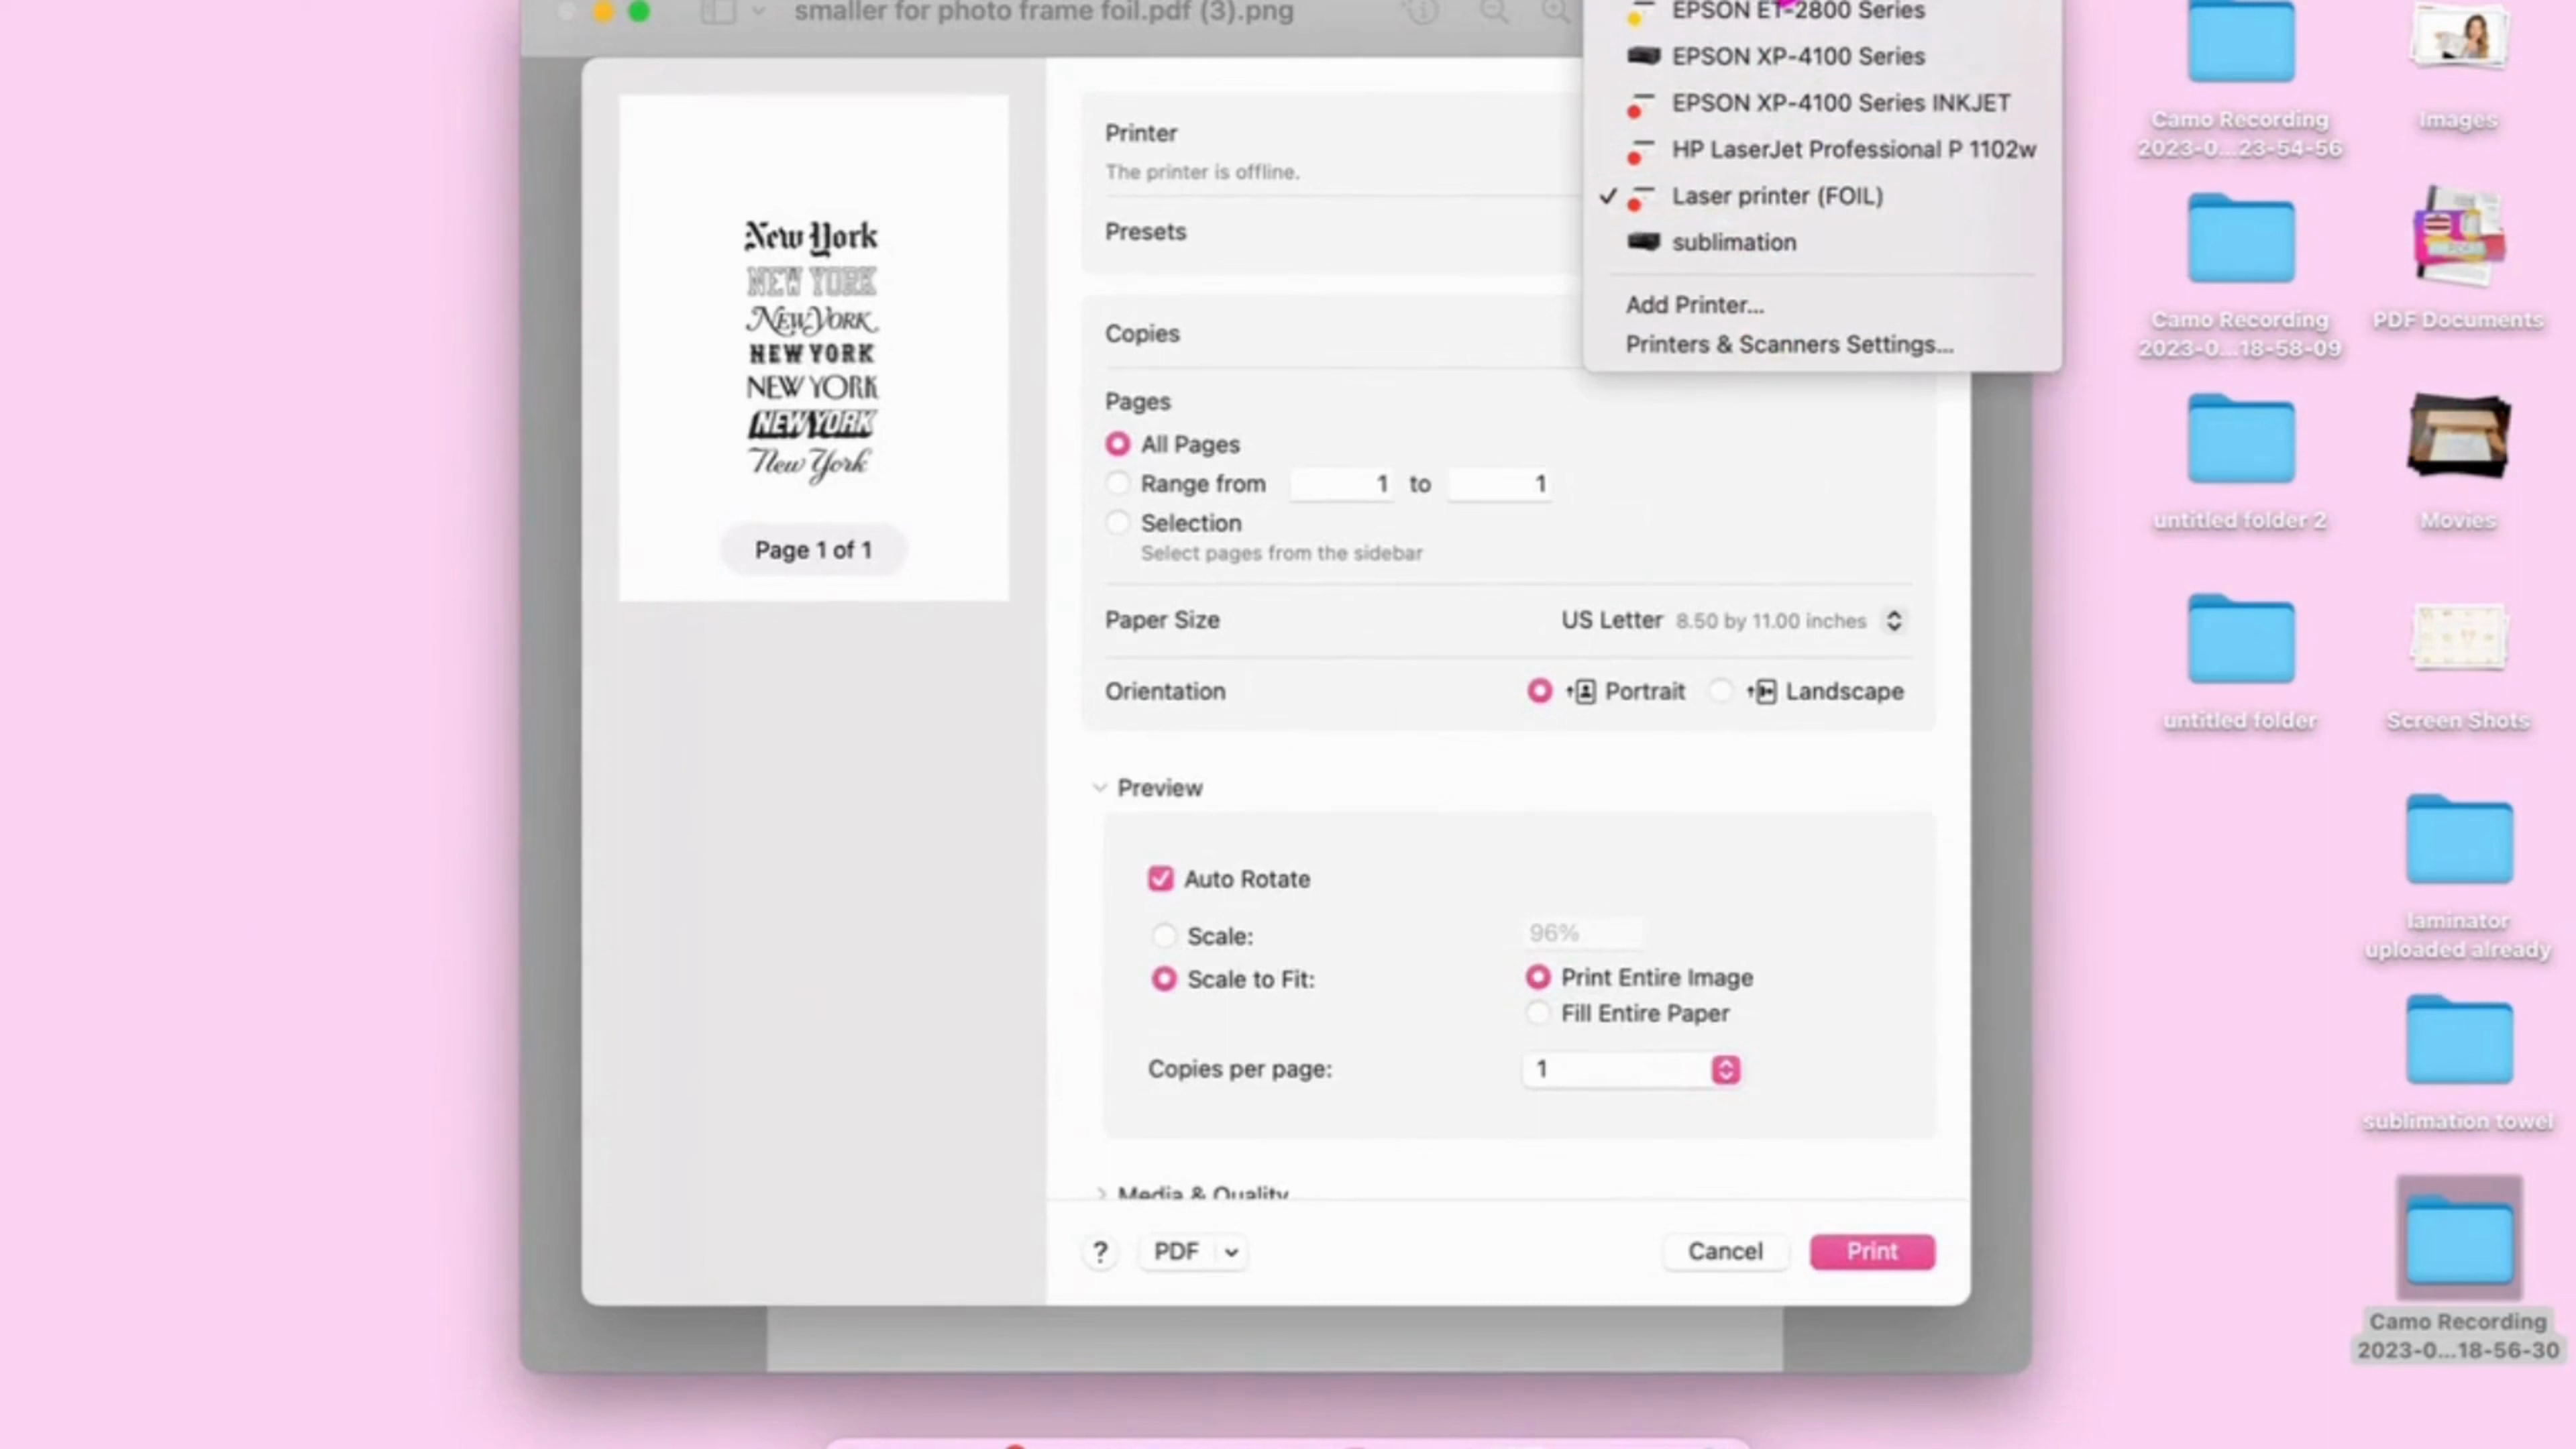 smaller for photo frame foil.pdf (3).png
EPSON ET-2800 Series
EPSON XP-4100 Series
EPSON XP-4100 Series INKJET
HP LaserJet Professional P 1102w
Laser printer (FOIL)
sublimation
Add Printer...
Printers & Scanners Settings...
New York
NEW YORK
NEW YORK
NEW YORK
NEW YORK
NEW YORK
New York
Page 1 of 1
Printer
The printer is offline.
Presets
Copies
Pages
All Pages
Range from 1 to 1
Selection
Select pages from the sidebar
Paper Size US Letter 8.50 by 11.00 inches
Orientation Portrait Landscape
Preview
Auto Rotate
Scale: 96%
Scale to Fit: Print Entire Image
Fill Entire Paper
Copies per page: 1
Media & Quality
? PDF Cancel Print
Camo Recording
2023-0...23-54-56
Images
Camo Recording
2023-0...18-58-09
PDF Documents
untitled folder 2
Movies
untitled folder
Screen Shots
laminator
uploaded already
sublimation towel
Camo Recording
2023-0...18-56-30